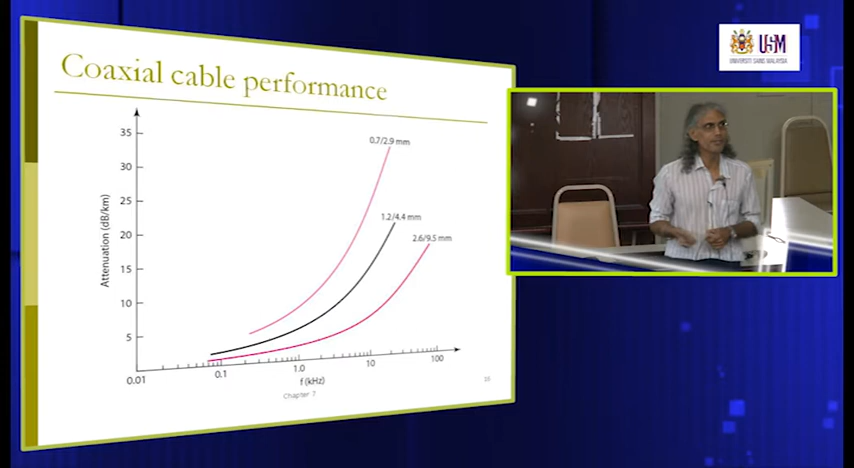 Coaxial cable performance
USM
UNIVERSITI SAINS MALAYSIA
35
30
25
20
15
10
5
Attenuation (dB/km)
0.7/2.9 mm
1.2/4.4 mm
2.6/9.5 mm
0.01
0.1
1.0
10
100
f (kHz)
Chapter 7